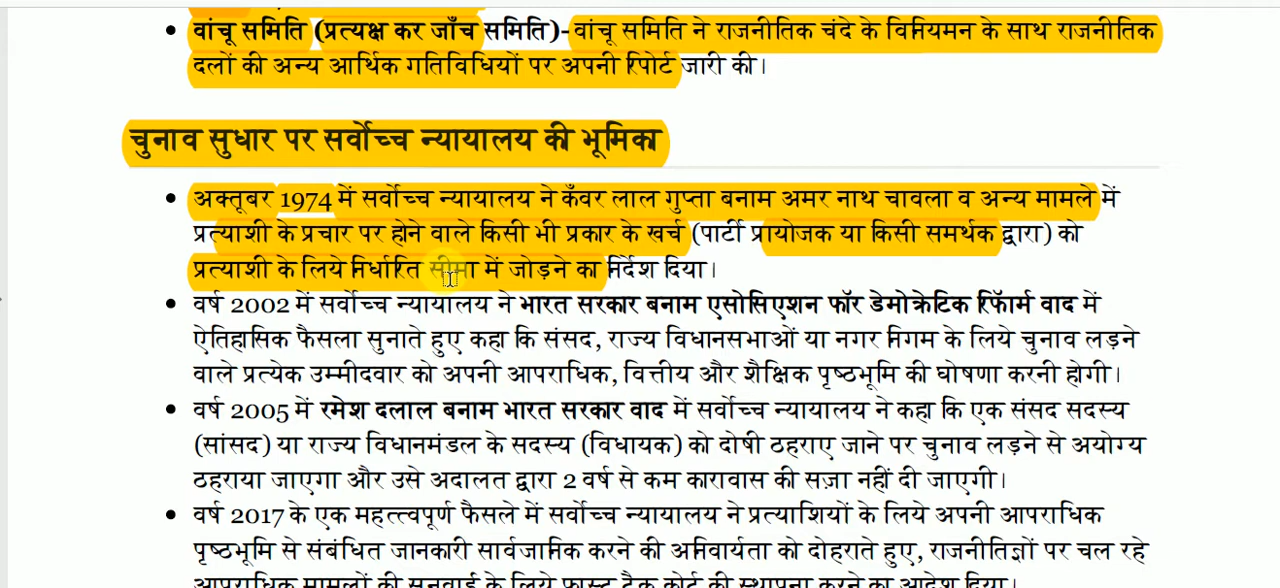 वांचू समिति (प्रत्यक्ष कर जाँच समिति)- वांचू समिति ने राजनीतिक चंदे के विनियमन के साथ राजनीतिक
दलों की अन्य आर्थिक गतिविधियों पर अपनी रिपोर्ट जारी की।
चुनाव सुधार पर सर्वोच्च न्यायालय की भूमिका
अक्तूबर 1974 में सर्वोच्च न्यायालय ने कँवर लाल गुप्ता बनाम अमर नाथ चावला व अन्य मामले में
प्रत्याशी के प्रचार पर होने वाले किसी भी प्रकार के खर्च (पार्टी प्रायोजक या किसी समर्थक द्वारा) को
प्रत्याशी के लिये निर्धारित सीमा में जोड़ने का निर्देश दिया।
वर्ष 2002 में सर्वोच्च न्यायालय ने भारत सरकार बनाम एसोसिएशन फॉर डेमोक्रेटिक रिफॉर्म वाद में
ऐतिहासिक फैसला सुनाते हुए कहा कि संसद, राज्य विधानसभाओं या नगर निगम के लिये चुनाव लड़ने
वाले प्रत्येक उम्मीदवार को अपनी आपराधिक, वित्तीय और शैक्षिक पृष्ठभूमि की घोषणा करनी होगी।
वर्ष 2005 में रमेश दलाल बनाम भारत सरकार वाद में सर्वोच्च न्यायालय ने कहा कि एक संसद सदस्य
(सांसद) या राज्य विधानमंडल के सदस्य (विधायक) को दोषी ठहराए जाने पर चुनाव लड़ने से अयोग्य
ठहराया जाएगा और उसे अदालत द्वारा 2 वर्ष से कम कारावास की सज़ा नहीं दी जाएगी।
वर्ष 2017 के एक महत्त्वपूर्ण फैसले में सर्वोच्च न्यायालय ने प्रत्याशियों के लिये अपनी आपराधिक
पृष्ठभूमि से संबंधित जानकारी सार्वजनिक करने की अनिवार्यता को दोहराते हुए, राजनीतिज्ञों पर चल रहे
आपराधिक मामलों की सुनवाई के लिये फास्ट ट्रैक कोर्ट की स्थापना करने का आदेश दिया।